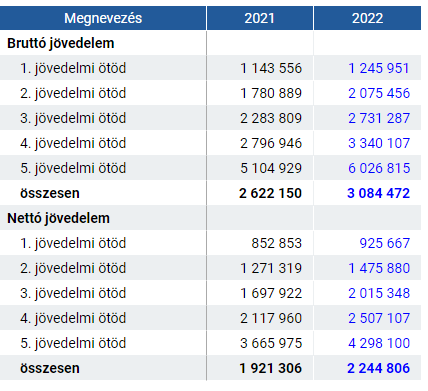 Megnevezés 2021 2022
Bruttó jövedelem
1. jövedelmi ötöd 1 143 556 1 245 951
2. jövedelmi ötöd 1 780 889 2 075 456
3. jövedelmi ötöd 2 283 809 2 731 287
4. jövedelmi ötöd 2 796 946 3 340 107
5. jövedelmi ötöd 5 104 929 6 026 815
összesen 2 622 150 3 084 472
Nettó jövedelem
1. jövedelmi ötöd 852 853 925 667
2. jövedelmi ötöd 1 271 319 1 475 880
3. jövedelmi ötöd 1 697 922 2 015 348
4. jövedelmi ötöd 2 117 960 2 507 107
5. jövedelmi ötöd 3 665 975 4 298 100
összesen 1 921 306 2 244 806